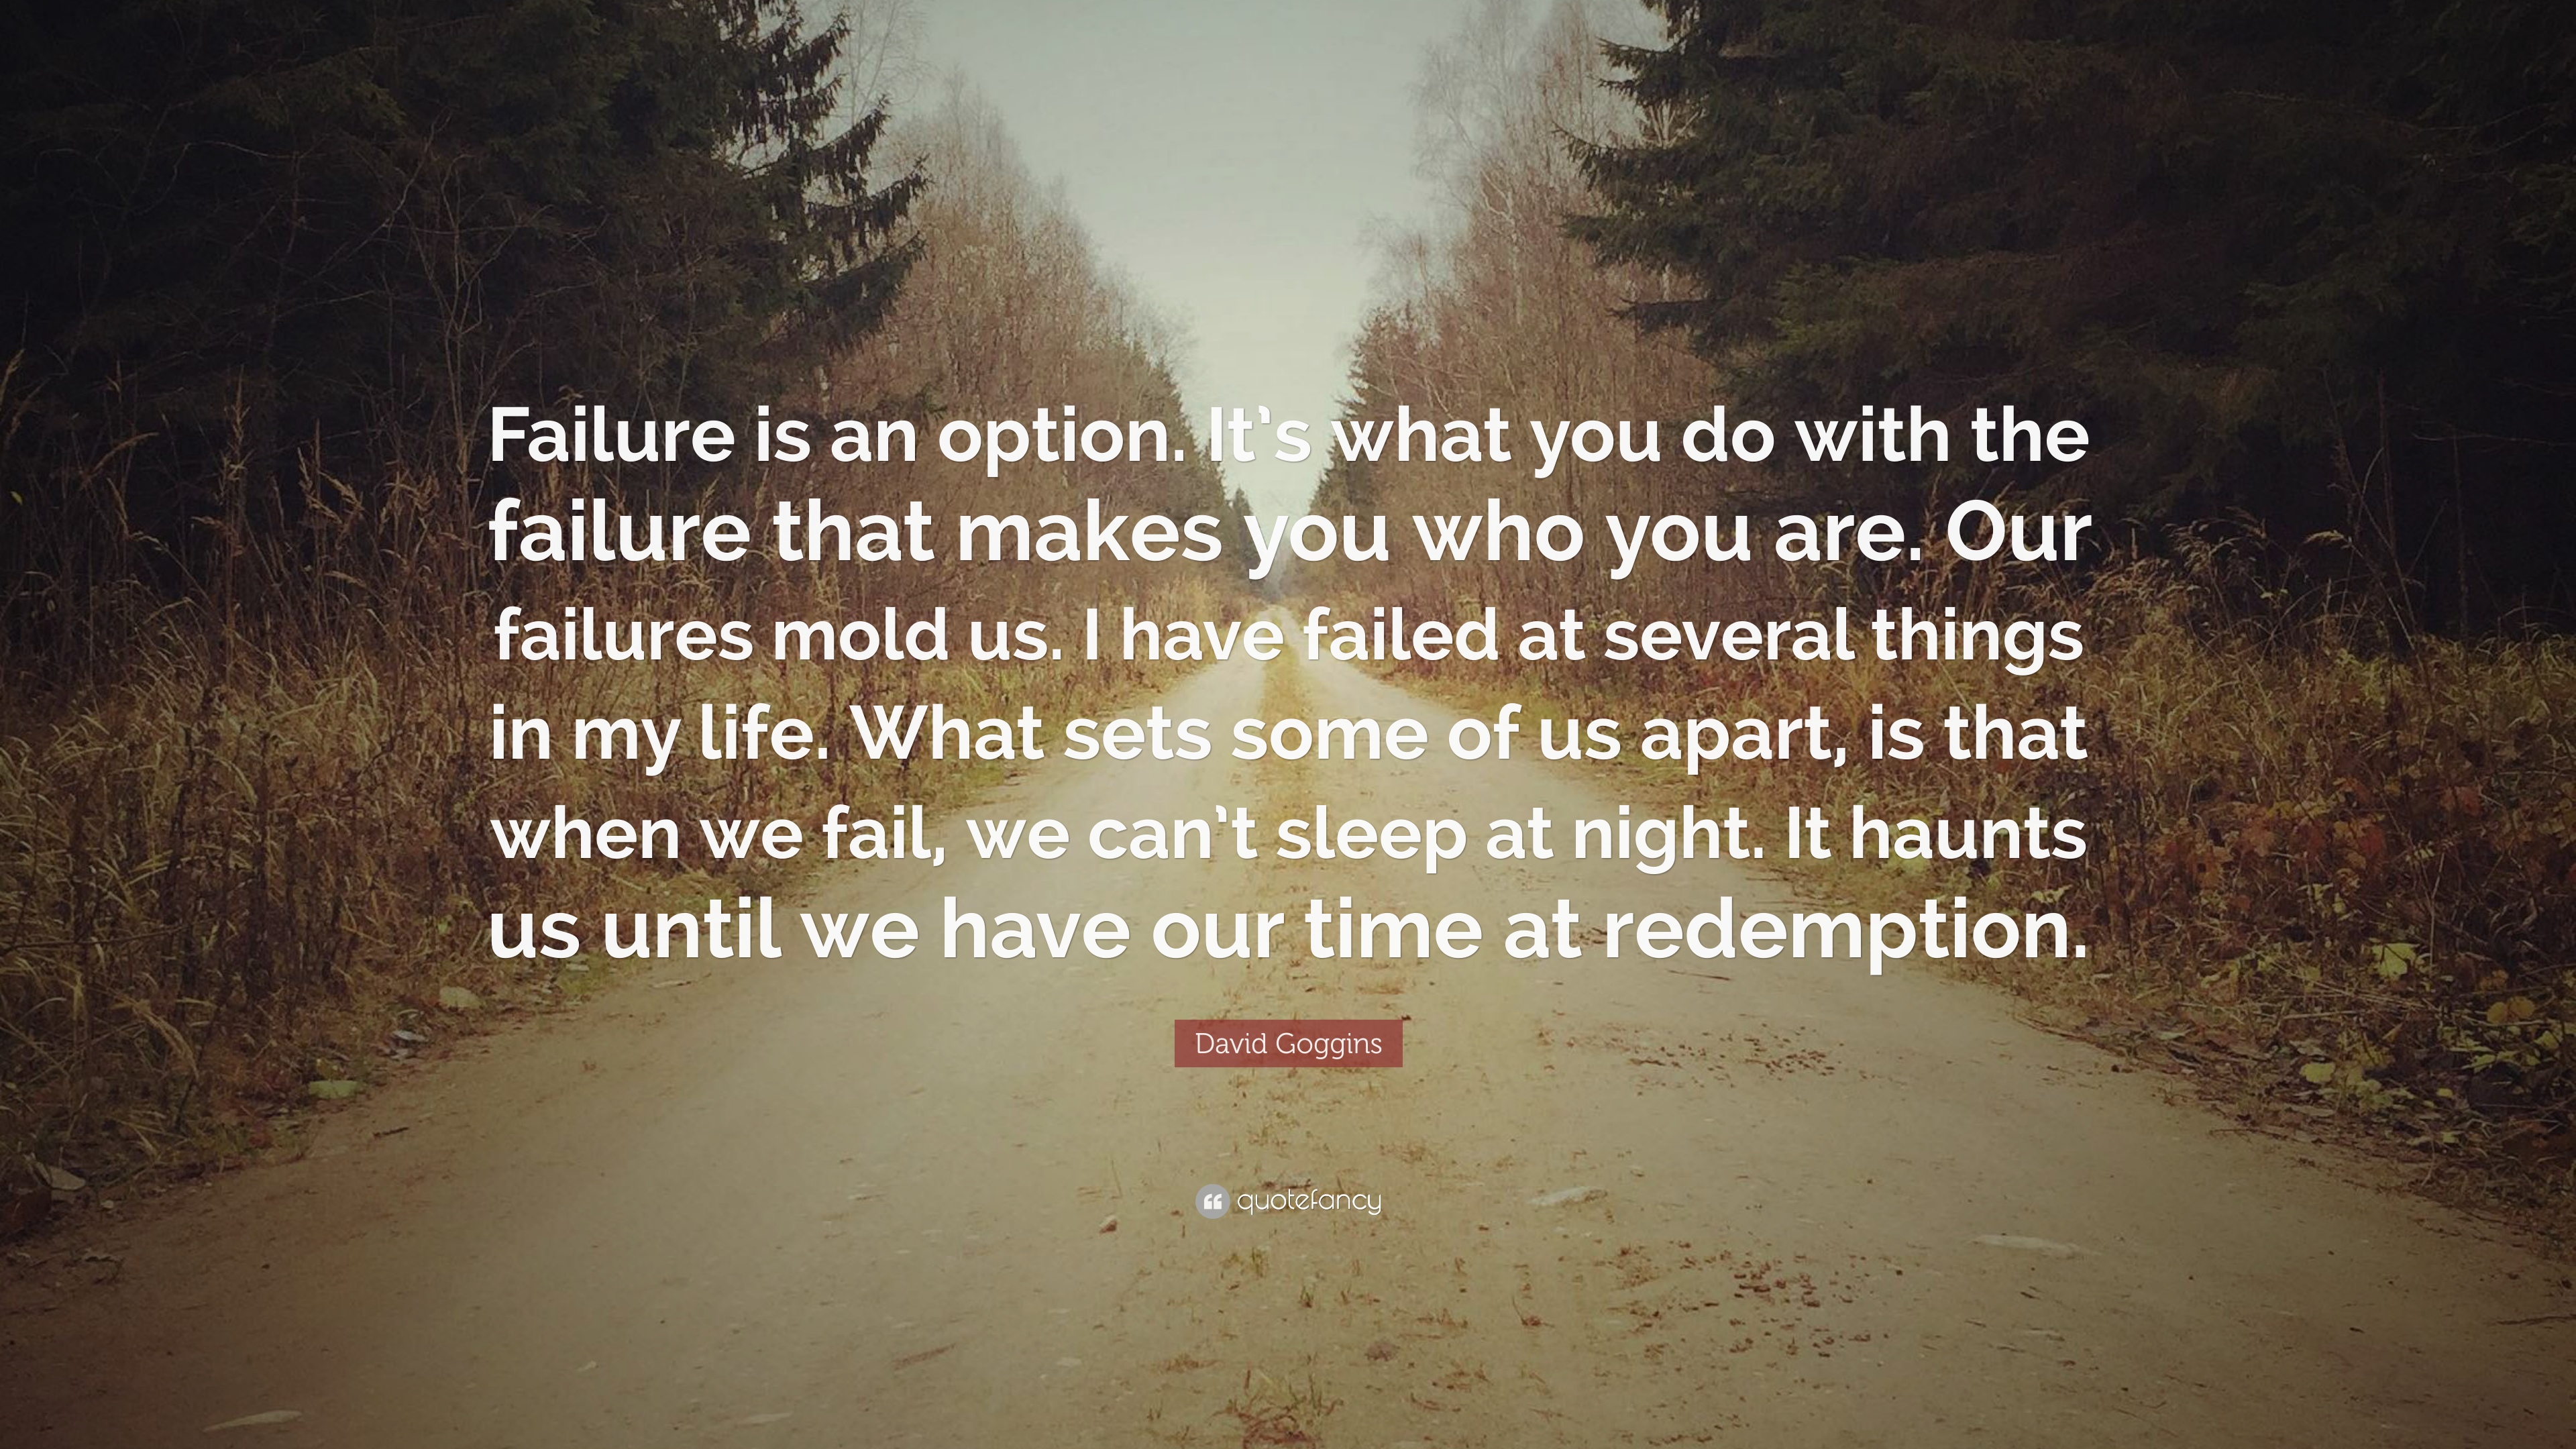 Failure is an option. It’s what you do with the
failure that makes you who you are. Our
failures mold us. I have failed at several things
in my life. What sets some of us apart, is that
when we fail, we can’t sleep at night. It haunts
us until we have our time at redemption.
David Goggins
quotefancy